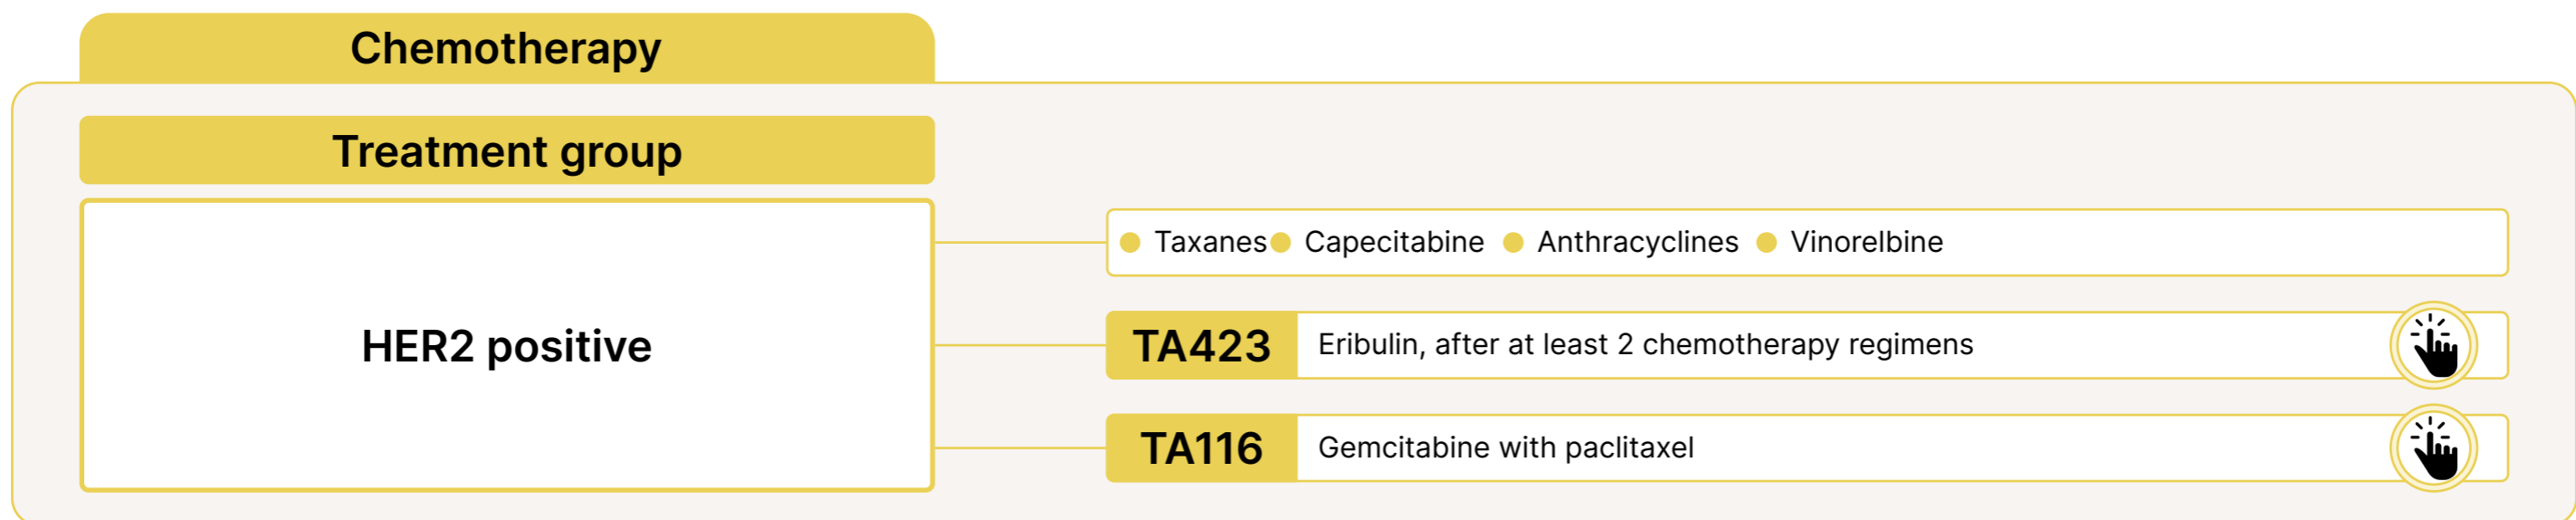 Chemotherapy
Treatment group
HER2 positive
Taxanes Capecitabine Anthracyclines Vinorelbine
TA423 Eribulin, after at least 2 chemotherapy regimens
TA116 Gemcitabine with paclitaxel